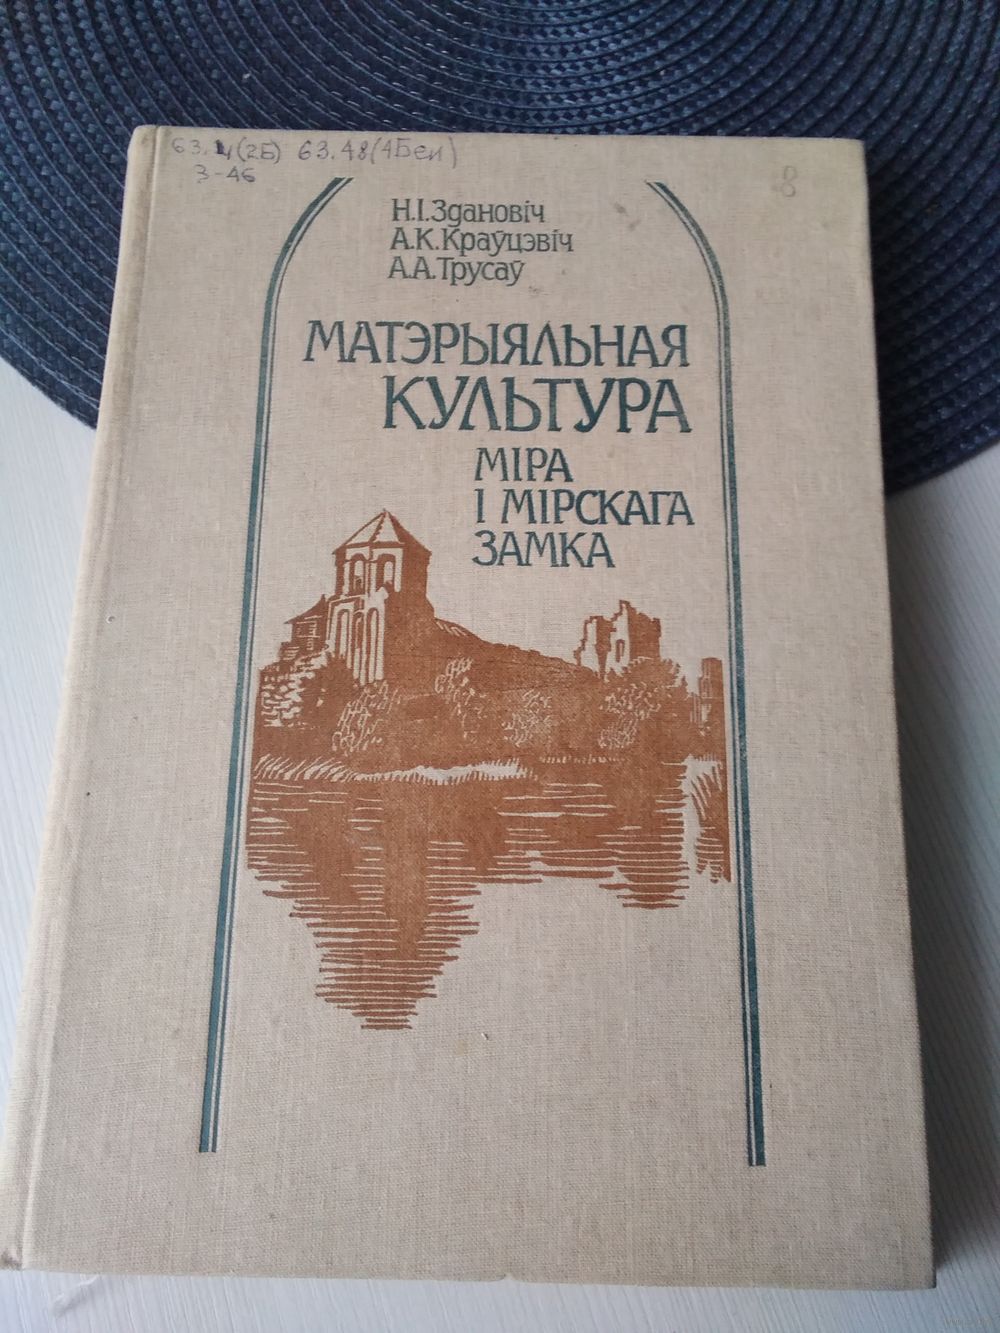 63.4(2Б) 63.48(4Беи)
З-46
8
Н.І.Здановіч
А.К.Краўцэвіч
А.А.Трусаў
МАТЭРЫЯЛЬНАЯ
КУЛЬТУРА
МІРА
І МІРСКАГА
ЗАМКА